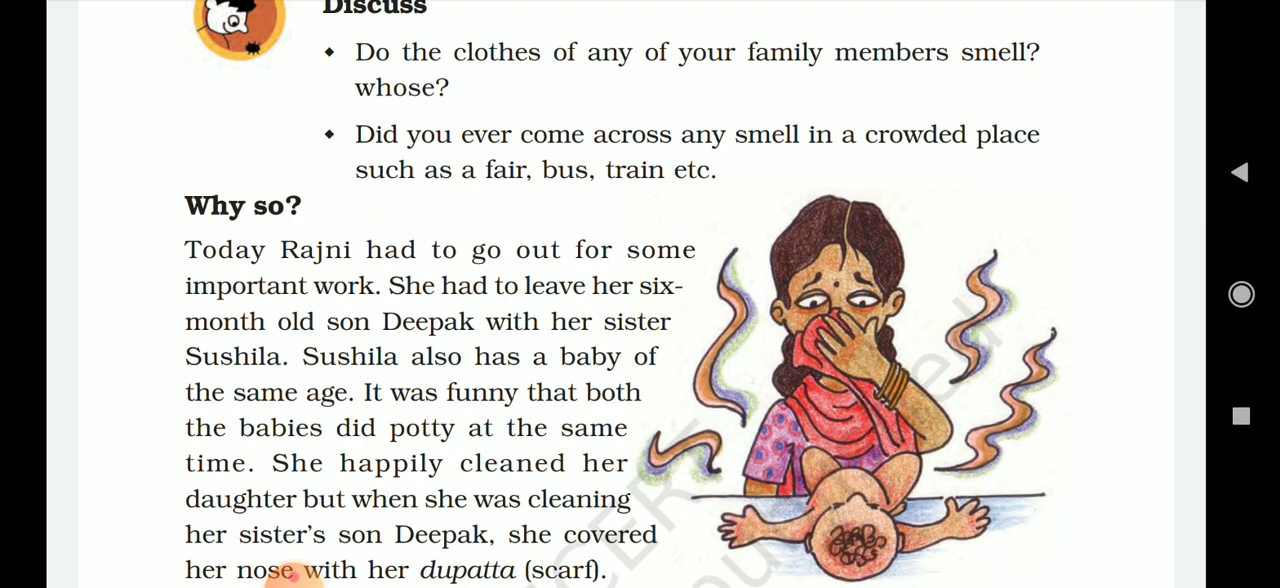 Discuss
Do the clothes of any of your family members smell?
whose?
Did you ever come across any smell in a crowded place
such as a fair, bus, train etc.
Why so?
Today Rajni had to go out for some
important work. She had to leave her six-
month old son Deepak with her sister
Sushila. Sushila also has a baby of
the same age. It was funny that both
the babies did potty at the same
time. She happily cleaned her
daughter but when she was cleaning
her sister's son Deepak, she covered
her nose with her dupatta (scarf).